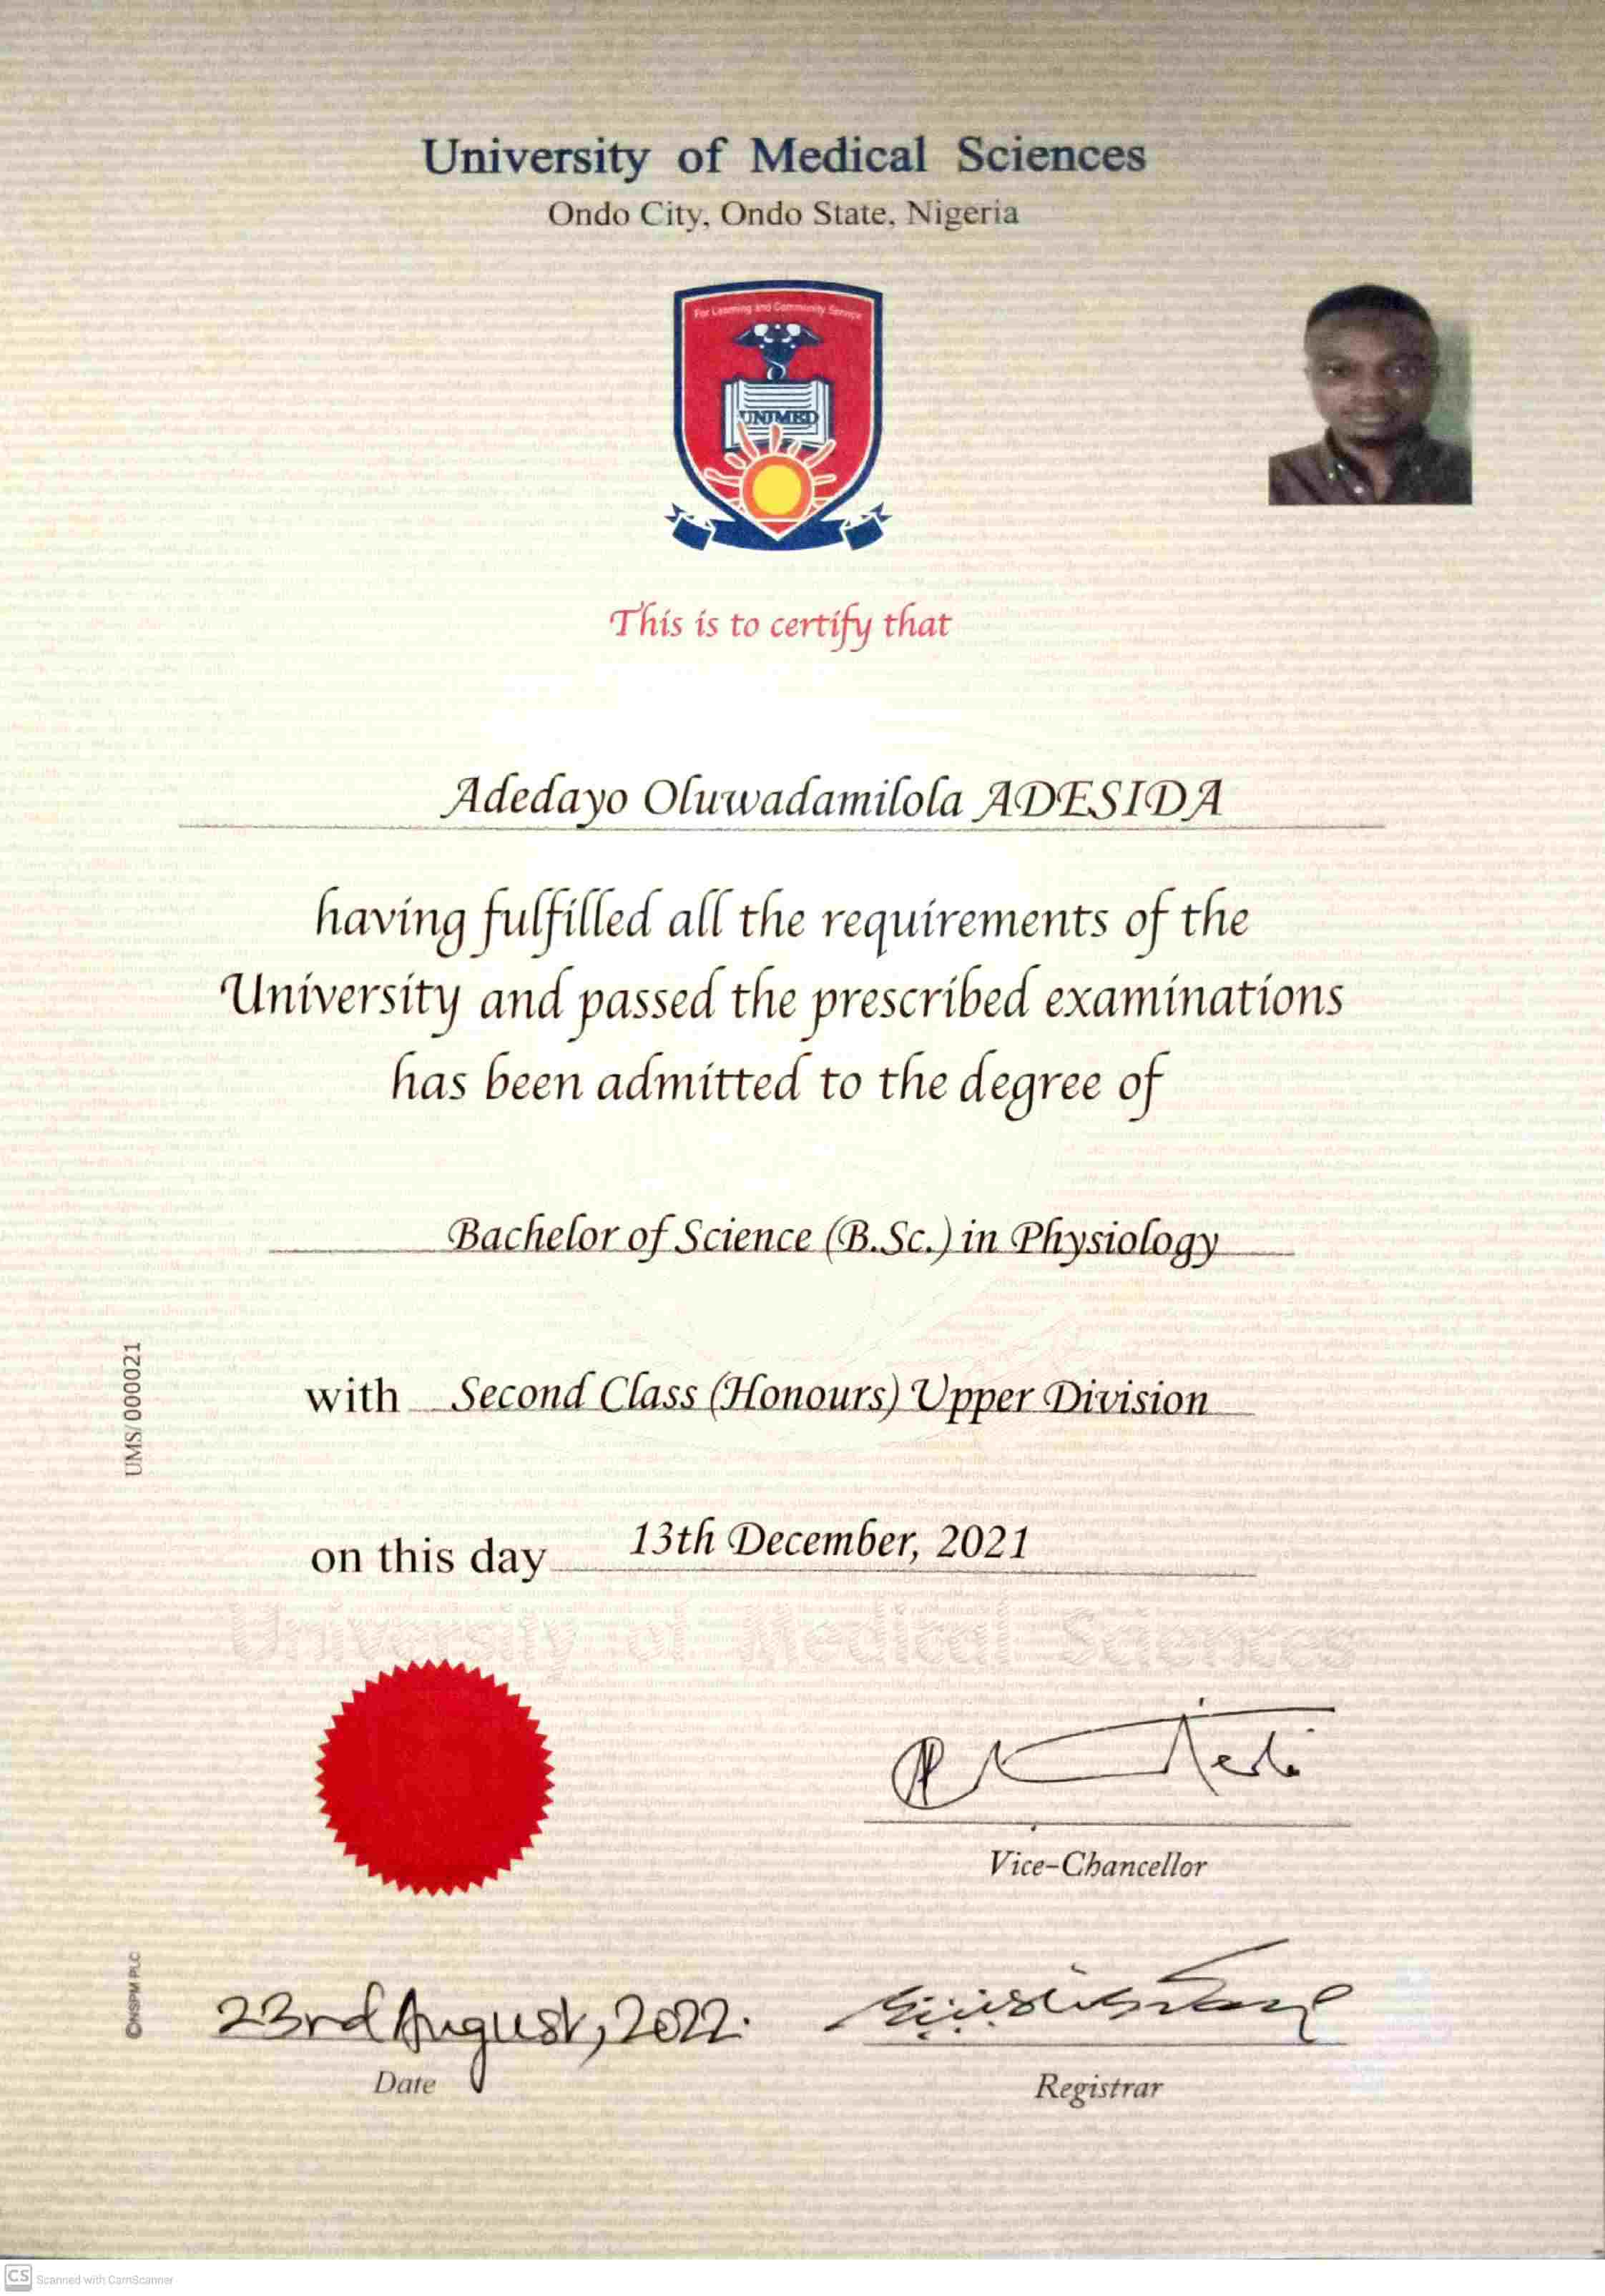 University of Medical Sciences
Ondo City, Ondo State, Nigeria
For Learning and Community Service
UNIMED
This is to certify that
Adedayo Oluwadamilola ADESIDA
having fulfilled all the requirements of the
University and passed the prescribed examinations
has been admitted to the degree of
Bachelor of Science (B.Sc.) in Physiology
UMS/000021
with Second Class (Honours) Upper Division
on this day 13th December, 2021
University of Medical Sciences
Vice-Chancellor
©NSPM PLC
23rd August, 2022.
Date
Registrar
CS Scanned with CamScanner